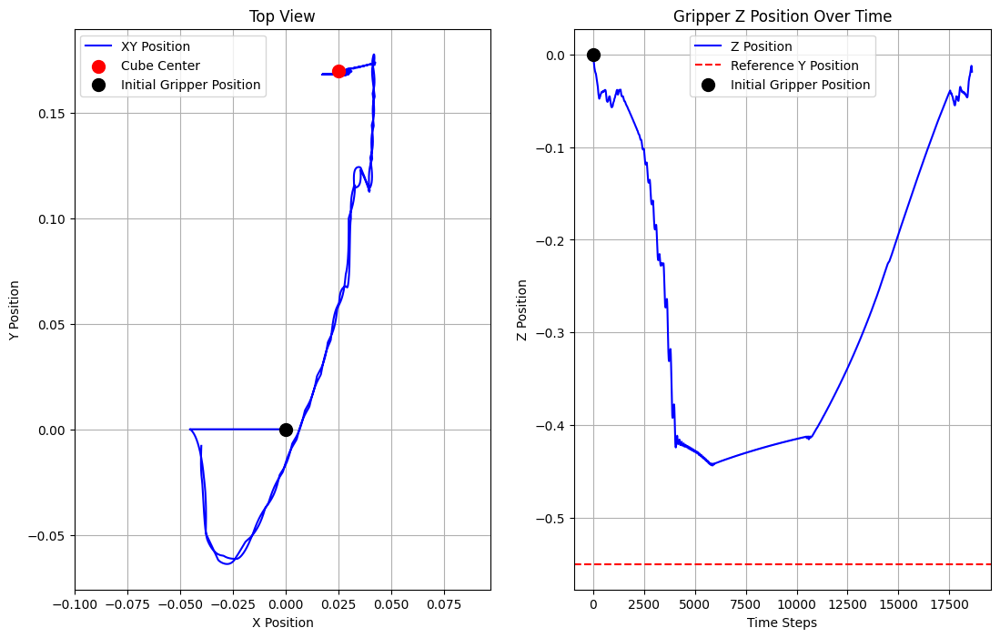 Top View
XY Position
Cube Center
Initial Gripper Position
0.15
0.10
0.05
0.00
−0.05
Y Position
−0.100 −0.075 −0.050 −0.025 0.000 0.025 0.050 0.075
X Position
Gripper Z Position Over Time
Z Position
Reference Y Position
Initial Gripper Position
0.0
−0.1
−0.2
−0.3
−0.4
−0.5
Z Position
0 2500 5000 7500 10000 12500 15000 17500
Time Steps